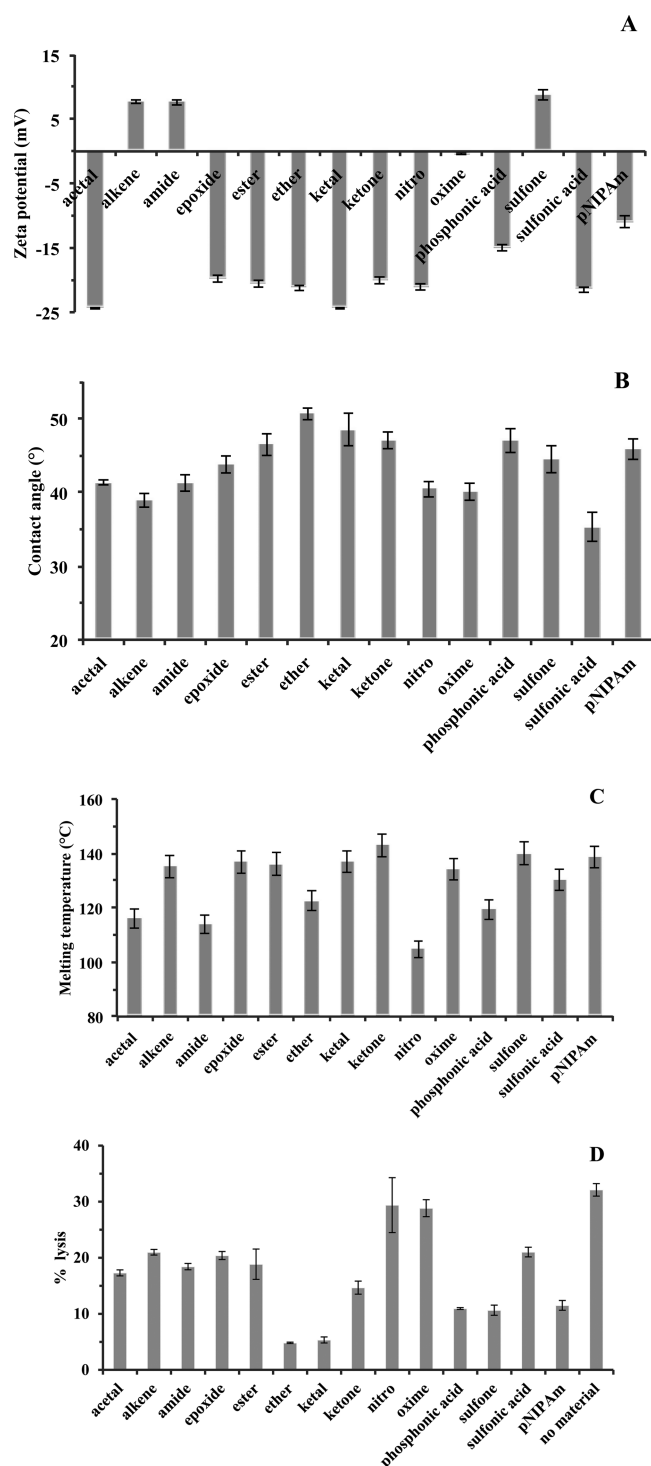 A
Zeta potential (mV)
15
5
-5
-15
-25
acetal
alkene
amide
epoxide
ester
ether
ketal
ketone
nitro
oxime
phosphonic acid
sulfone
sulfonic acid
pNIPAm
B
Contact angle (°)
50
40
30
20
acetal
alkene
amide
epoxide
ester
ether
ketal
ketone
nitro
oxime
phosphonic acid
sulfone
sulfonic acid
pNIPAm
C
Melting temperature (°C)
160
140
120
100
80
acetal
alkene
amide
epoxide
ester
ether
ketal
ketone
nitro
oxime
phosphonic acid
sulfone
sulfonic acid
pNIPAm
D
% lysis
40
30
20
10
0
acetal
alkene
amide
epoxide
ester
ether
ketal
ketone
nitro
oxime
phosphonic acid
sulfone
sulfonic acid
pNIPAm
no material